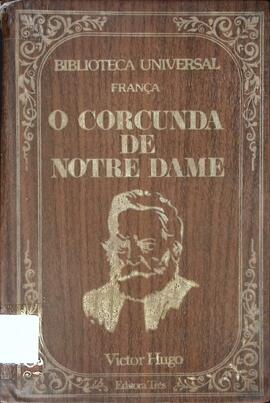 BIBLIOTECA UNIVERSAL
FRANÇA
O CORCUNDA
DE
NOTRE DAME
Victor Hugo
Editora Três